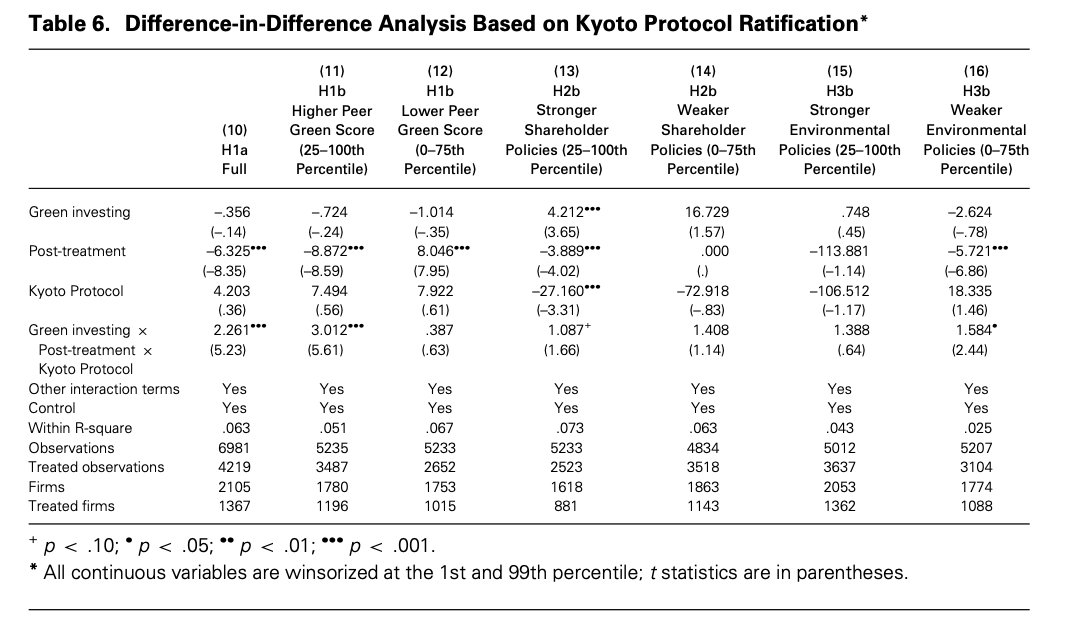 Table 6. Difference-in-Difference Analysis Based on Kyoto Protocol Ratification*
(11) (12) (13) (14) (15) (16)
H1b H1b H2b H2b H3b H3b
Higher Peer Lower Peer Stronger Weaker Stronger Weaker
(10) Green Score Green Score Shareholder Shareholder Environmental Environmental
H1a (25–100th (0–75th Policies (25–100th Policies (0–75th Policies (25–100th Policies (0–75th
Full Percentile) Percentile) Percentile) Percentile) Percentile) Percentile)
Green investing –.356 –.724 –1.014 4.212••• 16.729 .748 –2.624
(–.14) (–.24) (–.35) (3.65) (1.57) (.45) (–.78)
Post-treatment –6.325••• –8.872••• 8.046••• –3.889••• .000 –113.881 –5.721•••
(–8.35) (–8.59) (7.95) (–4.02) (.) (–1.14) (–6.86)
Kyoto Protocol 4.203 7.494 7.922 –27.160••• –72.918 –106.512 18.335
(.36) (.56) (.61) (–3.31) (–.83) (–1.17) (1.46)
Green investing × 2.261••• 3.012••• .387 1.087+ 1.408 1.388 1.584•
Post-treatment × (5.23) (5.61) (.63) (1.66) (1.14) (.64) (2.44)
Kyoto Protocol
Other interaction terms Yes Yes Yes Yes Yes Yes Yes
Control Yes Yes Yes Yes Yes Yes Yes
Within R-square .063 .051 .067 .073 .063 .043 .025
Observations 6981 5235 5233 5233 4834 5012 5207
Treated observations 4219 3487 2652 2523 3518 3637 3104
Firms 2105 1780 1753 1618 1863 2053 1774
Treated firms 1367 1196 1015 881 1143 1362 1088
+ p < .10; • p < .05; •• p < .01; ••• p < .001.
* All continuous variables are winsorized at the 1st and 99th percentile; t statistics are in parentheses.